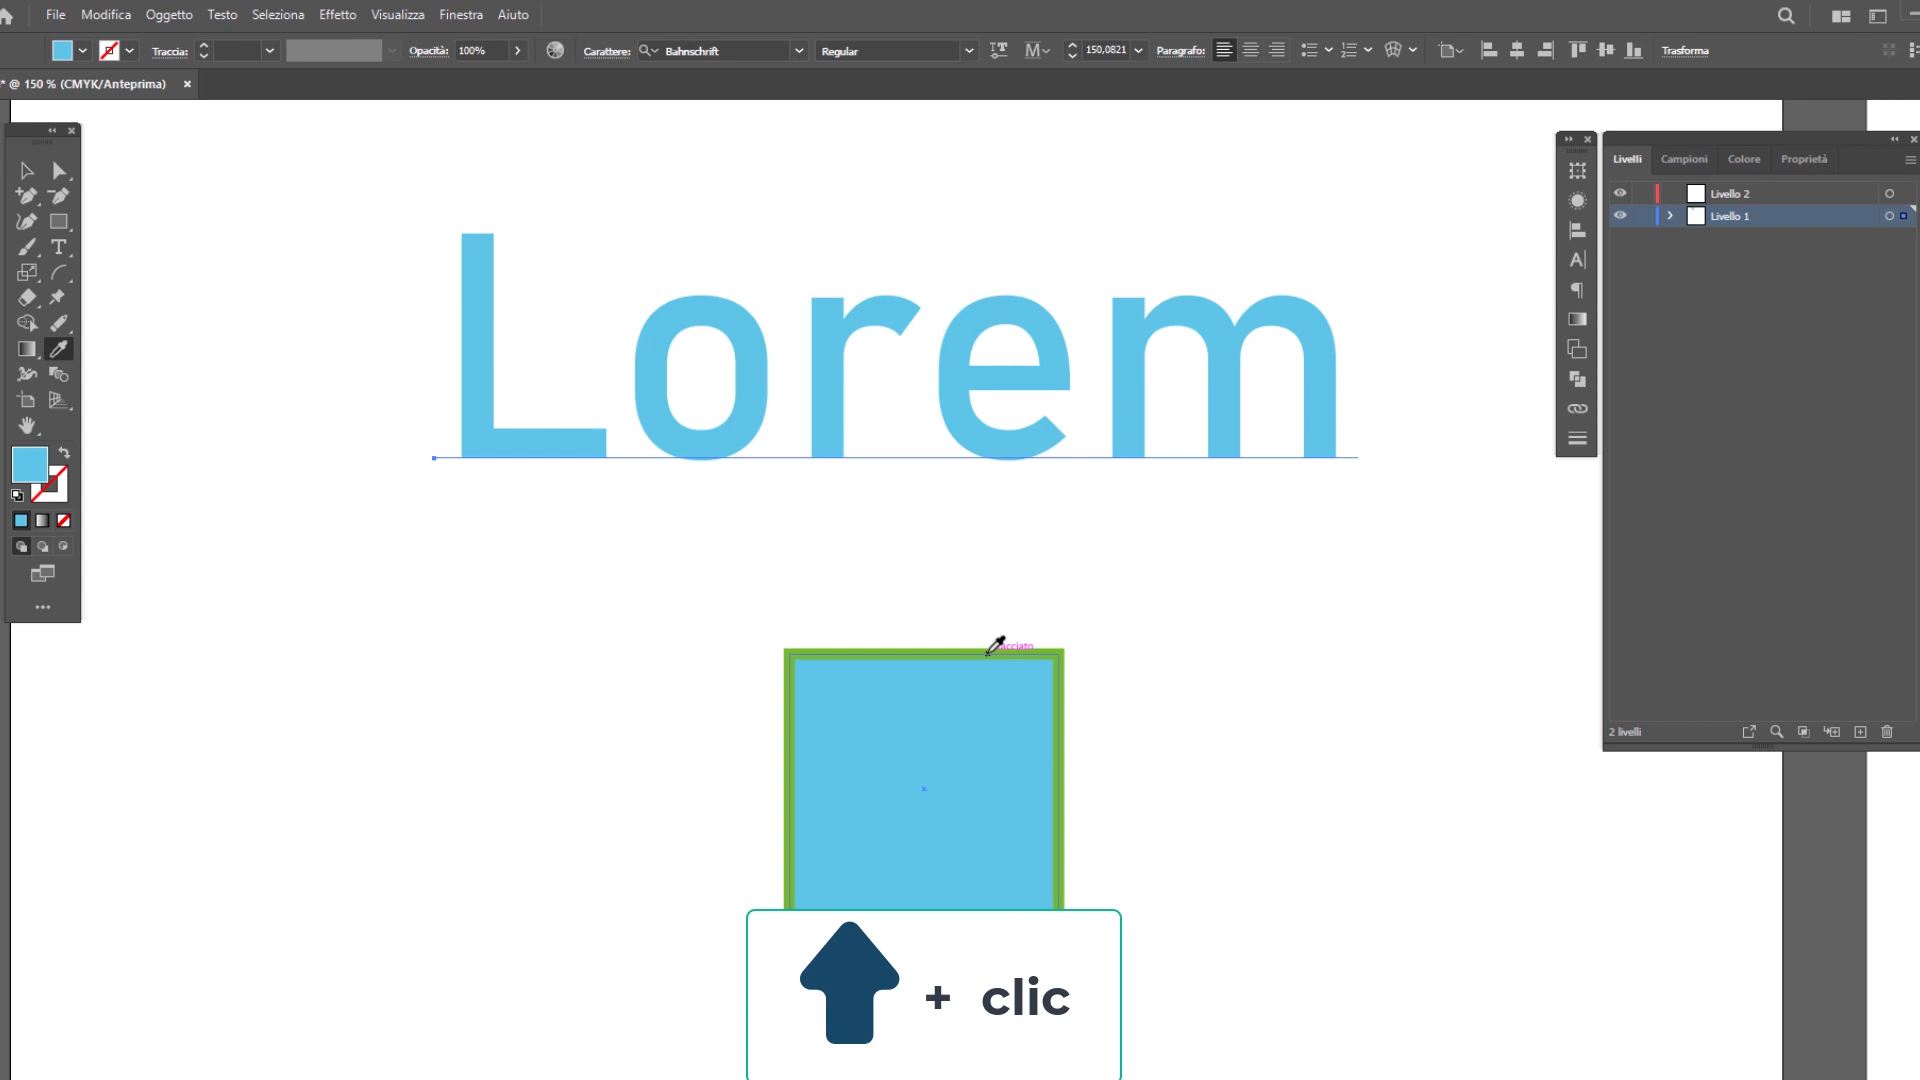 File Modifica Oggetto Testo Seleziona Effetto Visualizza Finestra Aiuto
Traccia: Opacità: 100% Carattere: Bahnschrift Regular 150,0821 Paragrafo: Trasforma
* @ 150 % (CMYK/Anteprima)
Livelli Campioni Colore Proprietà
Livello 2
Livello 1
Lorem
2 livelli
+ clic